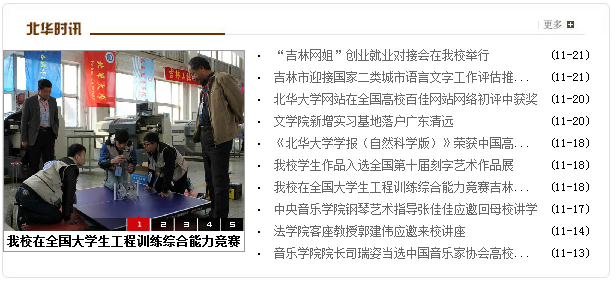 北华时讯
更多
“吉林网姐”创业就业对接会在我校举行 (11-21)
吉林市迎接国家二类城市语言文字工作评估推... (11-21)
北华大学网站在全国高校百佳网站网络初评中获奖 (11-20)
文学院新增实习基地落户广东清远 (11-20)
《北华大学学报（自然科学版）》荣获中国高... (11-18)
我校学生作品入选全国第十届刻字艺术作品展 (11-18)
我校在全国大学生工程训练综合能力竞赛吉林... (11-18)
中央音乐学院钢琴艺术指导张佳佳应邀回母校讲学 (11-17)
法学院客座教授郭建伟应邀来校讲座 (11-14)
音乐学院院长司瑞姿当选中国音乐家协会高校... (11-13)
1 2 3 4 5
我校在全国大学生工程训练综合能力竞赛